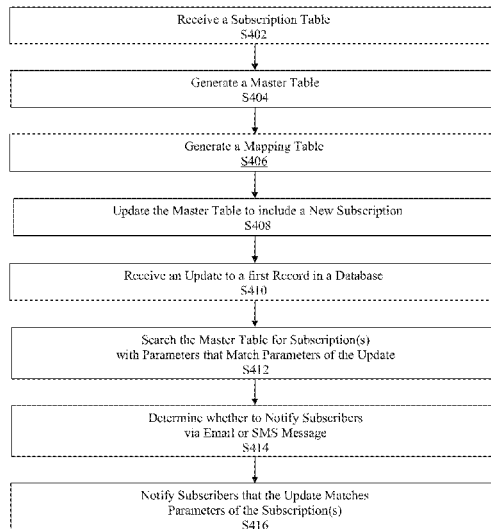 Receive a Subscription Table
S402
Generate a Master Table
S404
Generate a Mapping Table
S406
Update the Master Table to include a New Subscription
S408
Receive an Update to a first Record in a Database
S410
Search the Master Table for Subscription(s)
with Parameters that Match Parameters of the Update
S412
Determine whether to Notify Subscribers
via Email or SMS Message
S414
Notify Subscribers that the Update Matches
Parameters of the Subscription(s)
S416